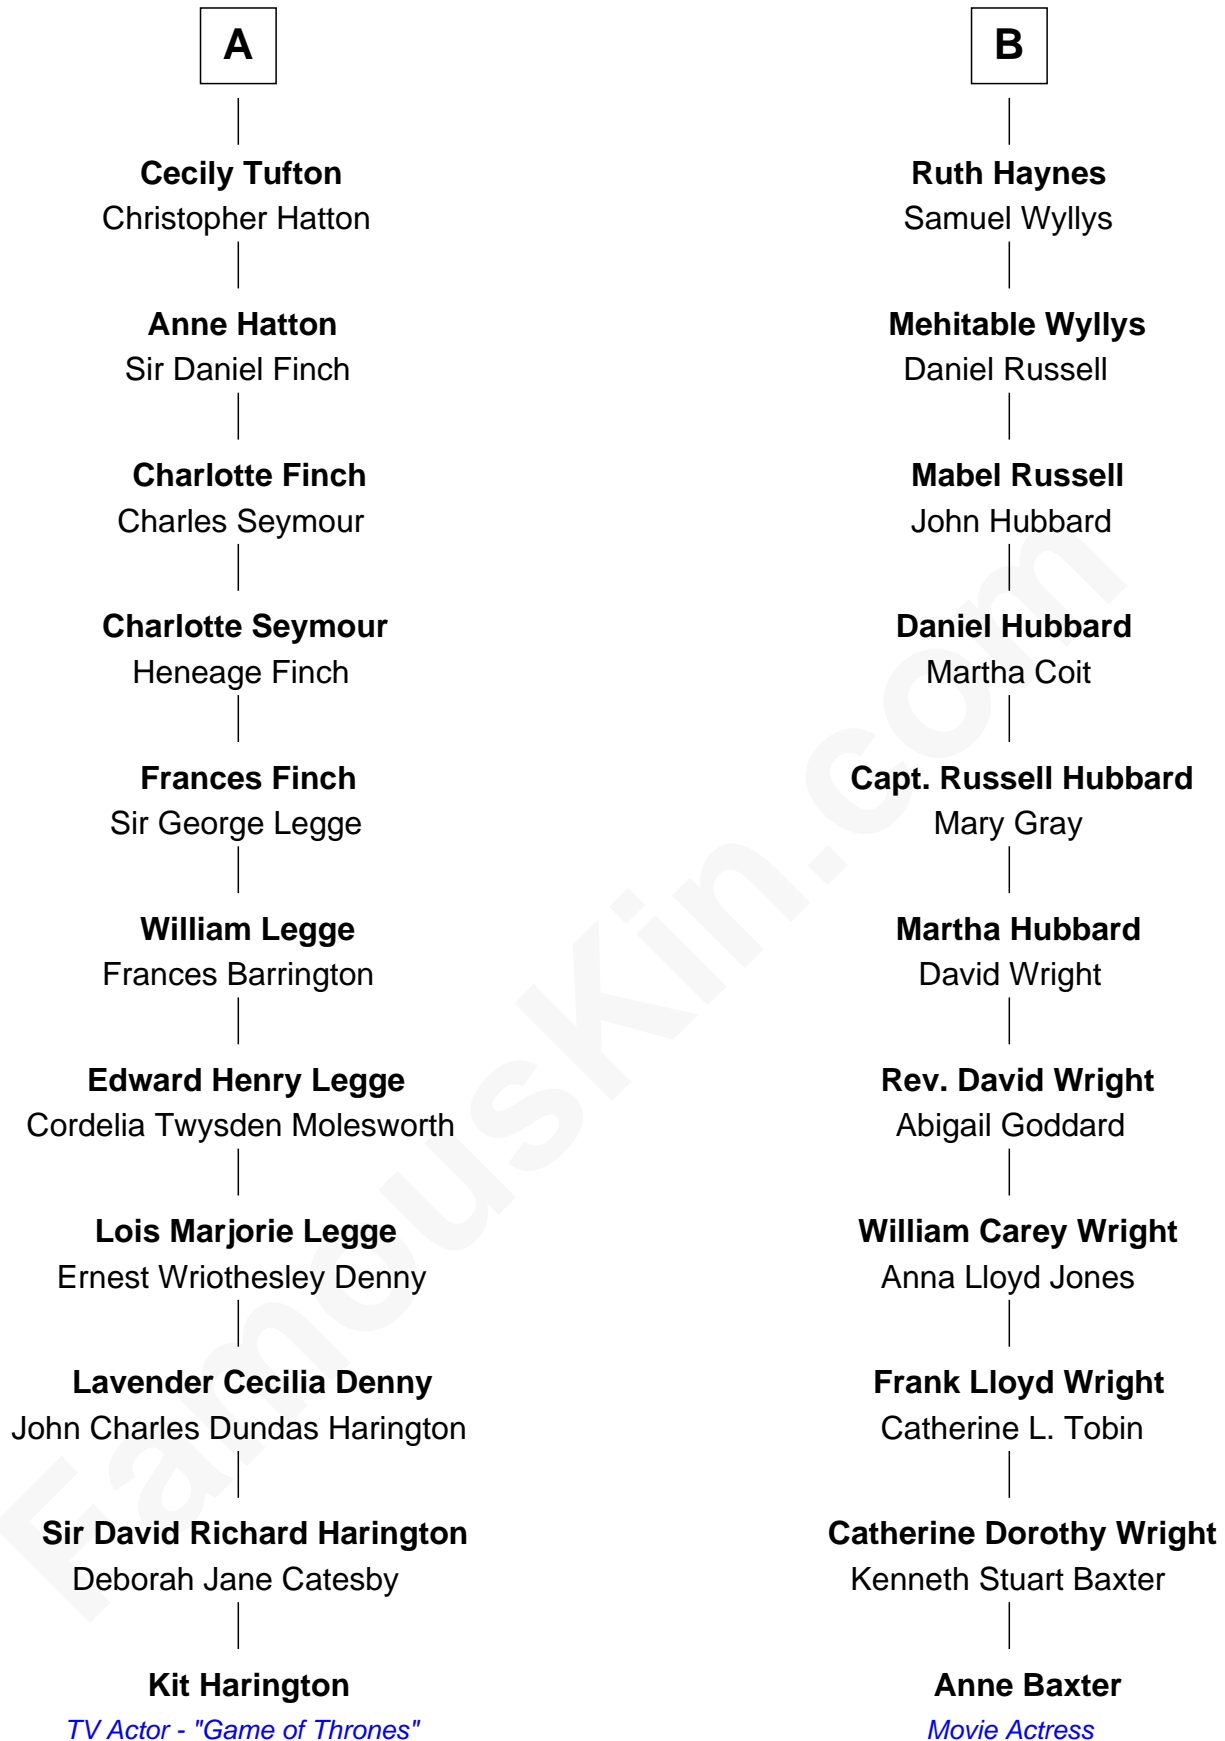 A
Cecily Tufton
Christopher Hatton
Anne Hatton
Sir Daniel Finch
Charlotte Finch
Charles Seymour
Charlotte Seymour
Heneage Finch
Frances Finch
Sir George Legge
William Legge
Frances Barrington
Edward Henry Legge
Cordelia Twysden Molesworth
Lois Marjorie Legge
Ernest Wriothesley Denny
Lavender Cecilia Denny
John Charles Dundas Harington
Sir David Richard Harington
Deborah Jane Catesby
Kit Harington
TV Actor - "Game of Thrones"
B
Ruth Haynes
Samuel Wyllys
Mehitable Wyllys
Daniel Russell
Mabel Russell
John Hubbard
Daniel Hubbard
Martha Coit
Capt. Russell Hubbard
Mary Gray
Martha Hubbard
David Wright
Rev. David Wright
Abigail Goddard
William Carey Wright
Anna Lloyd Jones
Frank Lloyd Wright
Catherine L. Tobin
Catherine Dorothy Wright
Kenneth Stuart Baxter
Anne Baxter
Movie Actress
FamousKin.com